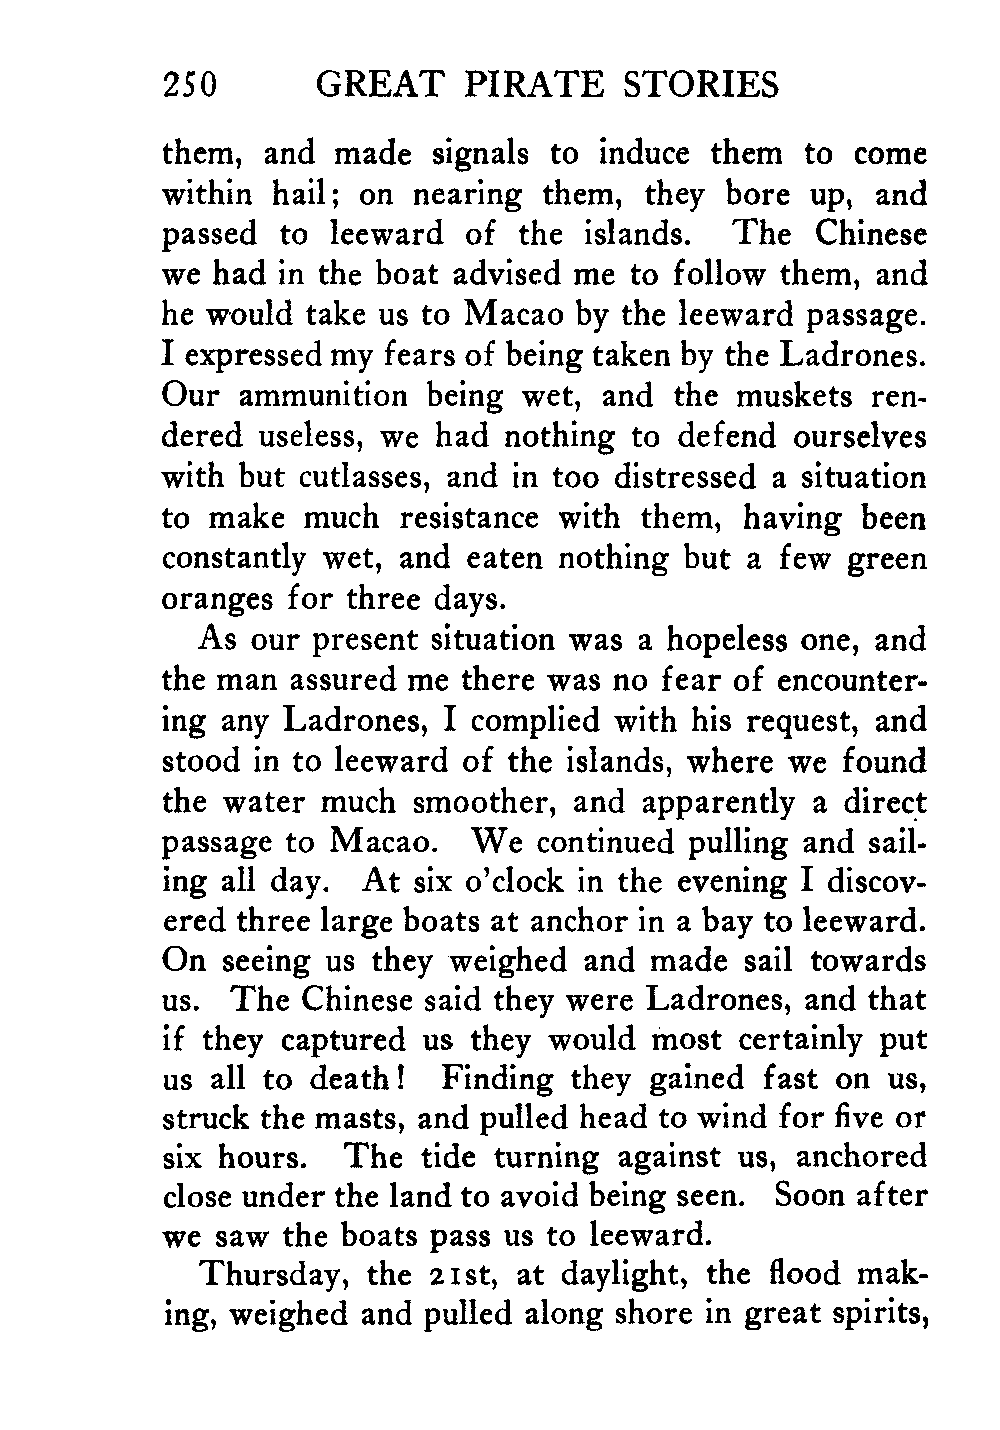 250 GREAT PIRATE STORIES
them, and made signals to induce them to come
within hail; on nearing them, they bore up, and
passed to leeward of the islands. The Chinese
we had in the boat advised me to follow them, and
he would take us to Macao by the leeward passage.
I expressed my fears of being taken by the Ladrones.
Our ammunition being wet, and the muskets ren-
dered useless, we had nothing to defend ourselves
with but cutlasses, and in too distressed a situation
to make much resistance with them, having been
constantly wet, and eaten nothing but a few green
oranges for three days.
As our present situation was a hopeless one, and
the man assured me there was no fear of encounter-
ing any Ladrones, I complied with his request, and
stood in to leeward of the islands, where we found
the water much smoother, and apparently a direct
passage to Macao. We continued pulling and sail-
ing all day. At six o'clock in the evening I discov-
ered three large boats at anchor in a bay to leeward.
On seeing us they weighed and made sail towards
us. The Chinese said they were Ladrones, and that
if they captured us they would most certainly put
us all to death! Finding they gained fast on us,
struck the masts, and pulled head to wind for five or
six hours. The tide turning against us, anchored
close under the land to avoid being seen. Soon after
we saw the boats pass us to leeward.
Thursday, the 21st, at daylight, the flood mak-
ing, weighed and pulled along shore in great spirits,